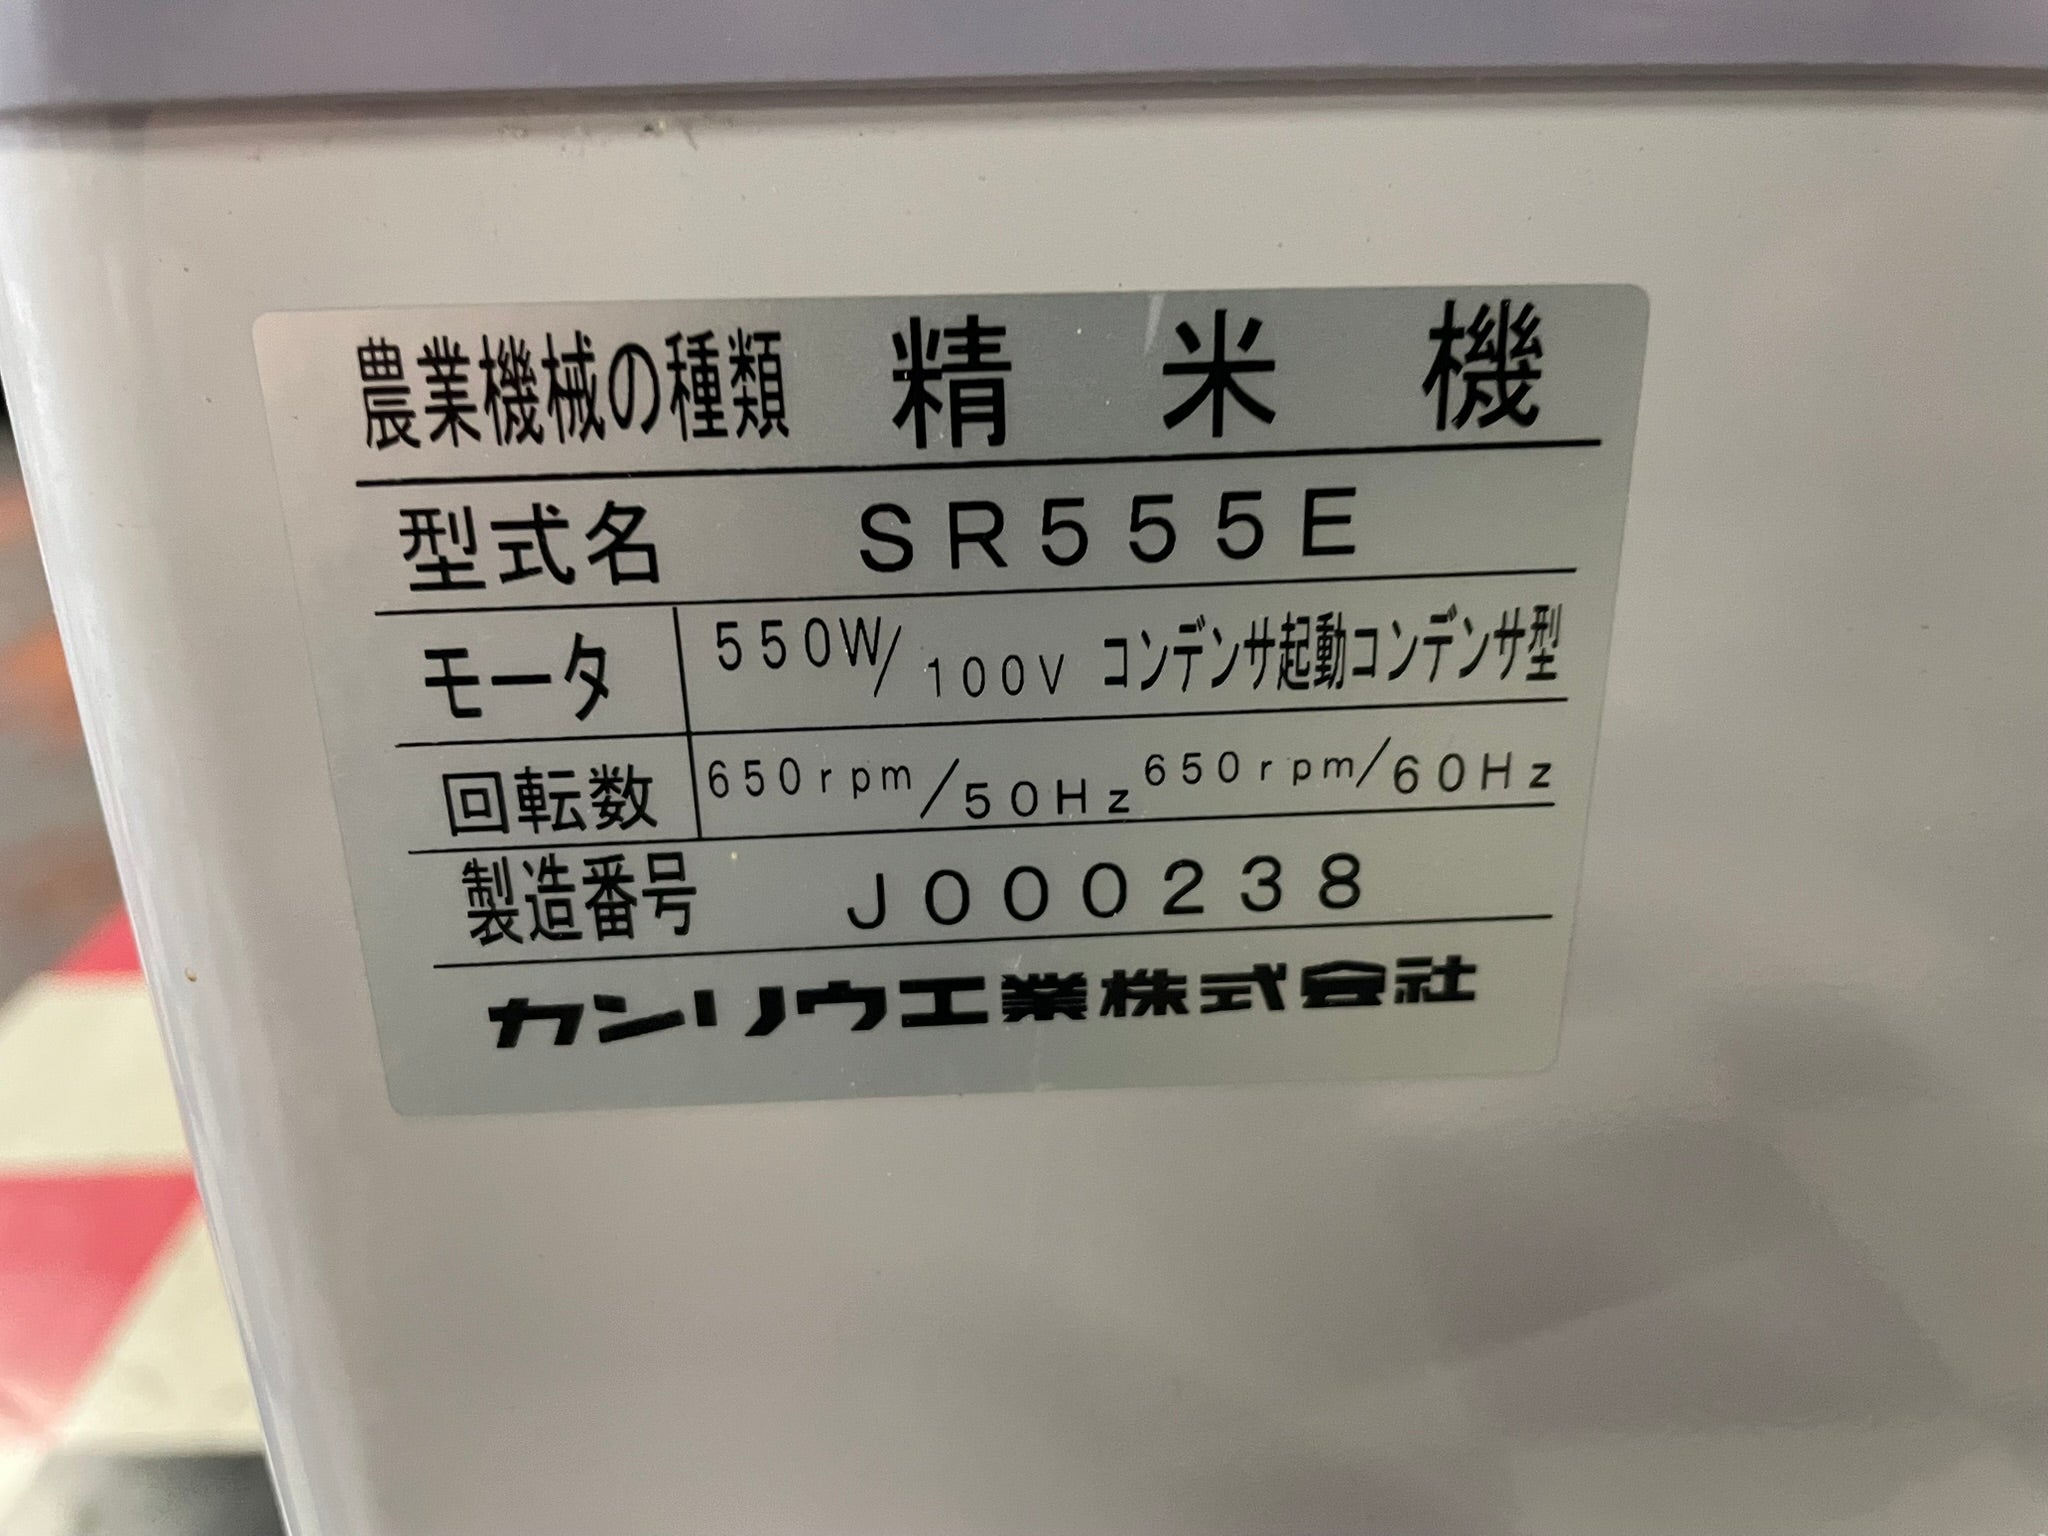 農業機械の種類 精米機
型式名 SR555E
モータ 550W/100V コンデンサ起動コンデンサ型
回転数 650rpm/50Hz 650rpm/60Hz
製造番号 J000238
カンリウ工業株式会社